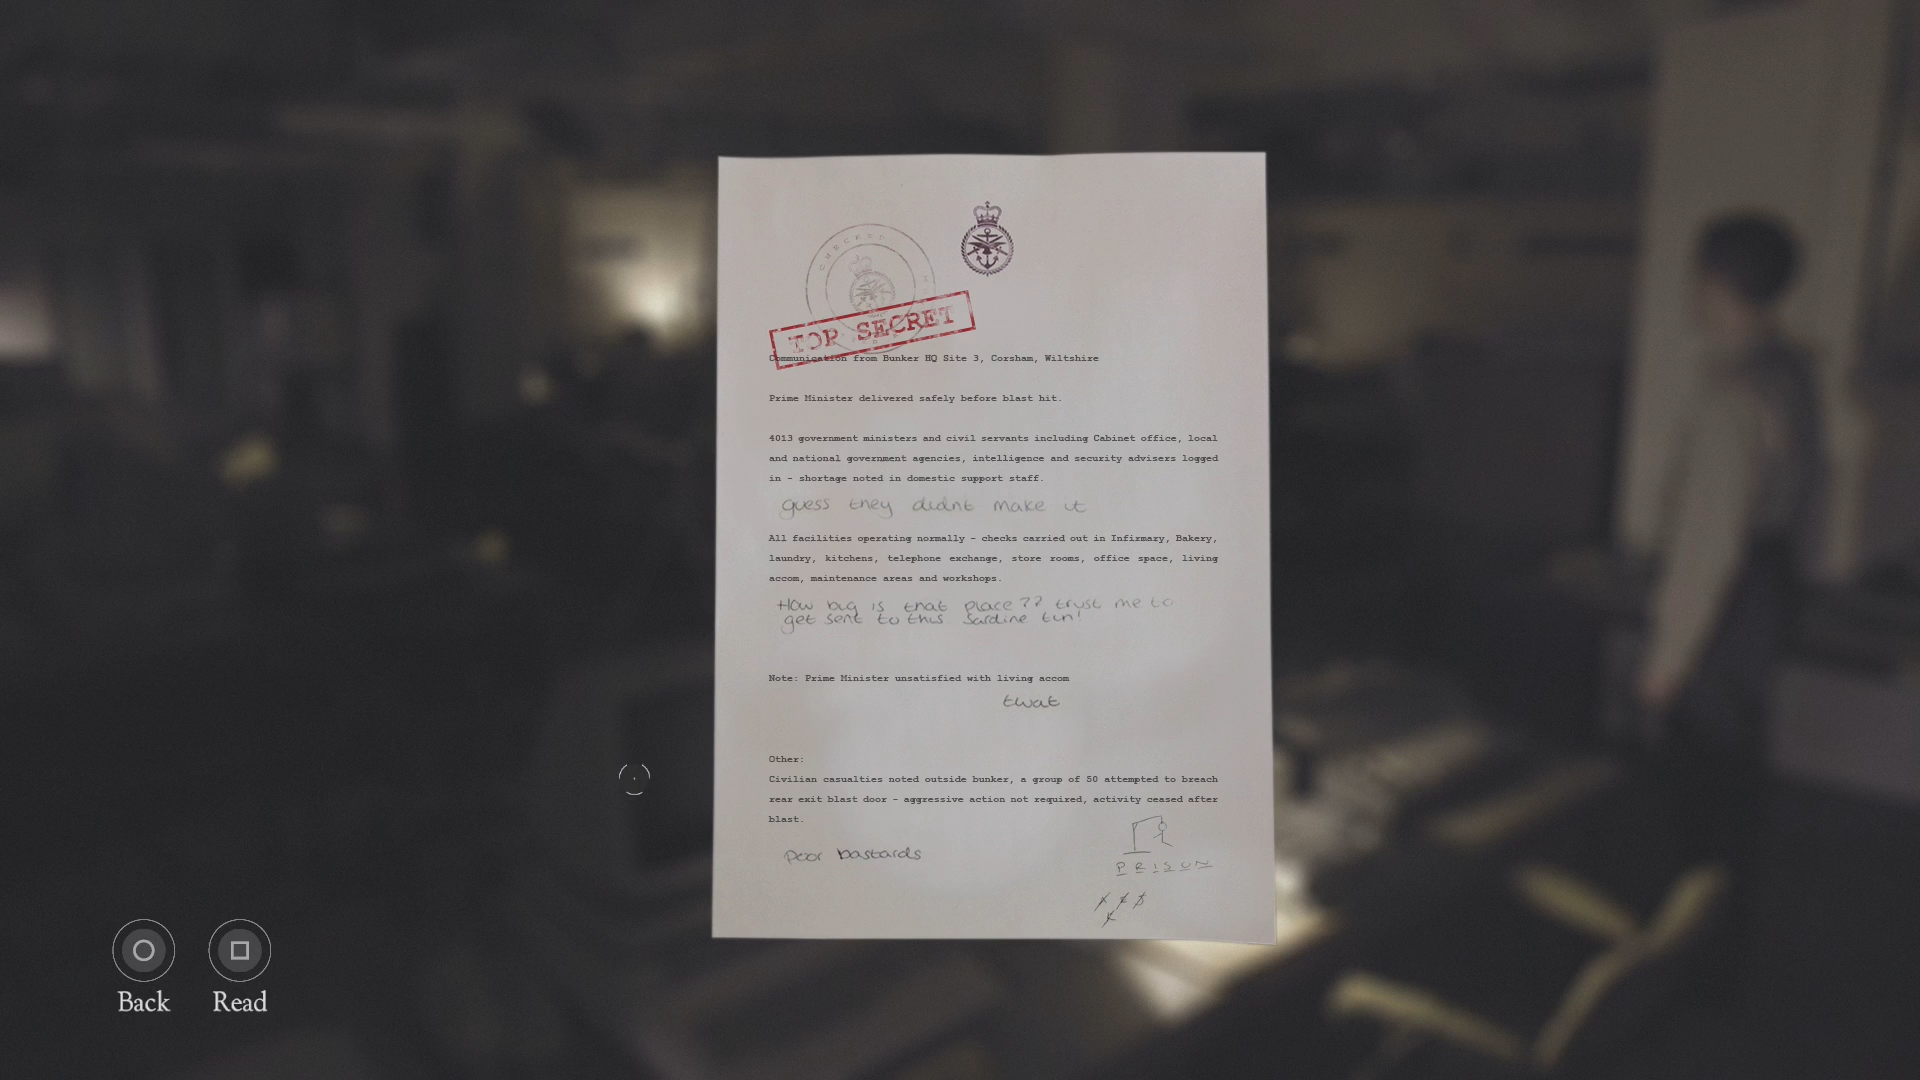 CHECKED
TOP SECRET
Communication from Bunker HQ Site 3, Corsham, Wiltshire
Prime Minister delivered safely before blast hit.
4013 government ministers and civil servants including Cabinet office, local
and national government agencies, intelligence and security advisers logged
in - shortage noted in domestic support staff.
guess they didnt make it
All facilities operating normally - checks carried out in Infirmary, Bakery,
laundry, kitchens, telephone exchange, store rooms, office space, living
accom, maintenance areas and workshops.
How big is that place?? trust me to
get sent to this sardine tin!
Note: Prime Minister unsatisfied with living accom
twat
Other:
Civilian casualties noted outside bunker, a group of 50 attempted to breach
rear exit blast door - aggressive action not required, activity ceased after
blast.
poor bastards
PRISON
Back
Read